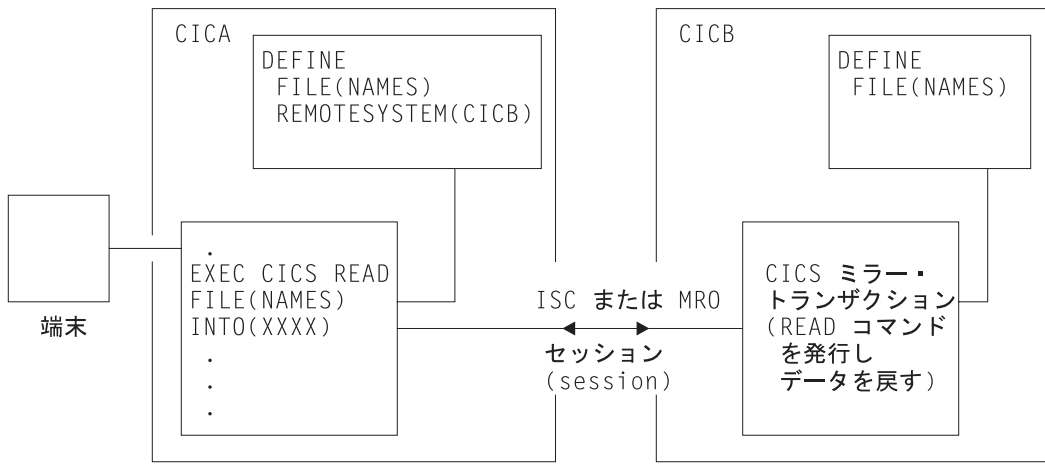 CICA
DEFINE
FILE(NAMES)
REMOTESYSTEM(CICB)
端末
.
EXEC CICS READ
FILE(NAMES)
INTO(XXXX)
.
.
.
ISC または MRO
セッション
(session)
CICB
DEFINE
FILE(NAMES)
CICS ミラー・
トランザクション
(READ コマンド
を発行し
データを戻す)